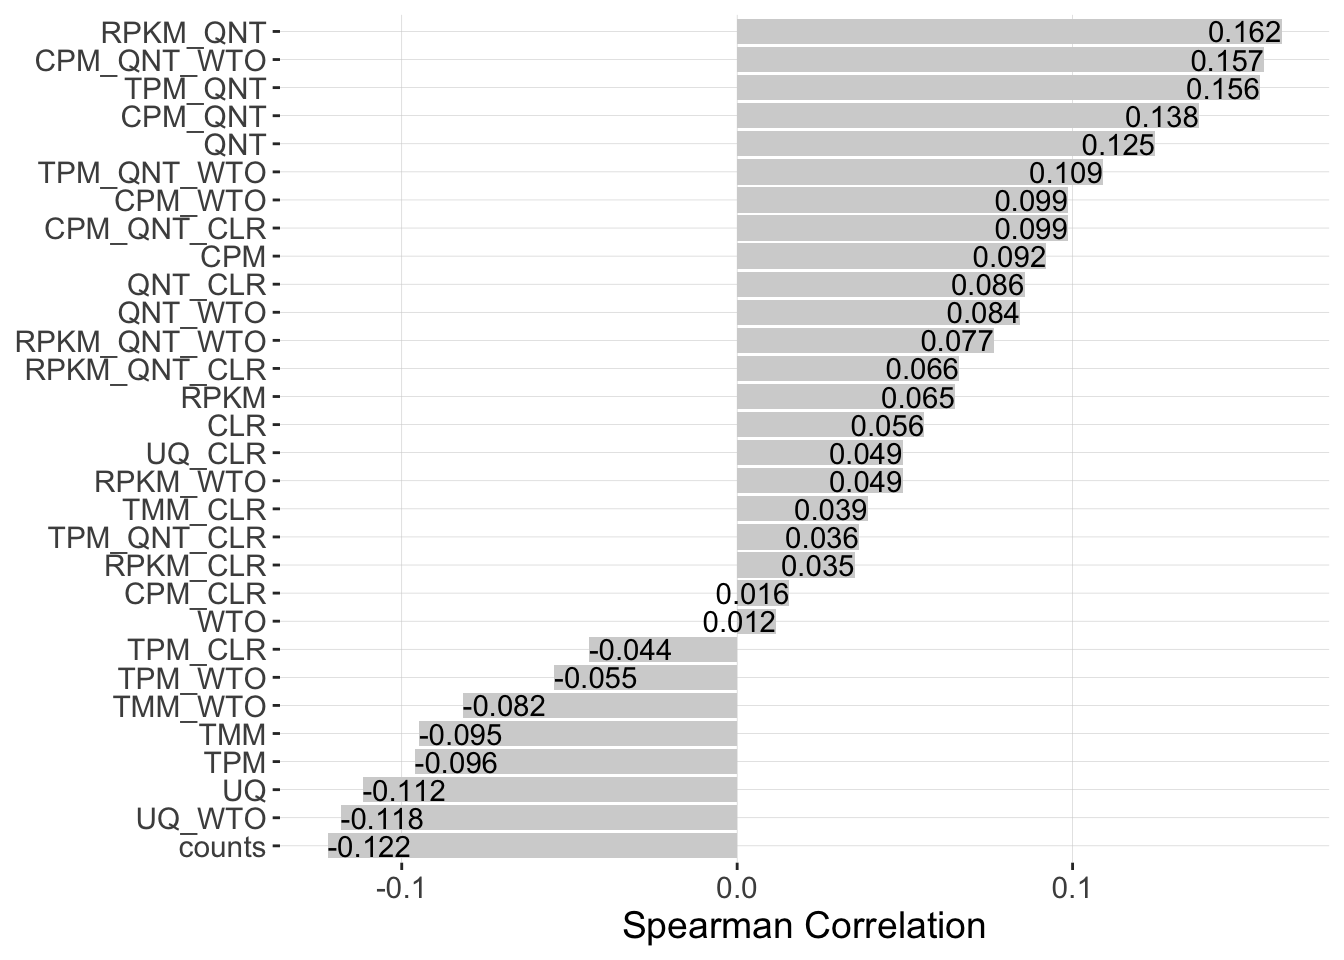 RPKM_QNT 0.162
CPM_QNT_WTO 0.157
TPM_QNT 0.156
CPM_QNT 0.138
QNT 0.125
TPM_QNT_WTO 0.109
CPM_WTO 0.099
CPM_QNT_CLR 0.099
CPM 0.092
QNT_CLR 0.086
QNT_WTO 0.084
RPKM_QNT_WTO 0.077
RPKM_QNT_CLR 0.066
RPKM 0.065
CLR 0.056
UQ_CLR 0.049
RPKM_WTO 0.049
TMM_CLR 0.039
TPM_QNT_CLR 0.036
RPKM_CLR 0.035
CPM_CLR 0.016
WTO 0.012
TPM_CLR -0.044
TPM_WTO -0.055
TMM_WTO -0.082
TMM -0.095
TPM -0.096
UQ -0.112
UQ_WTO -0.118
counts -0.122
-0.1 0.0 0.1
Spearman Correlation